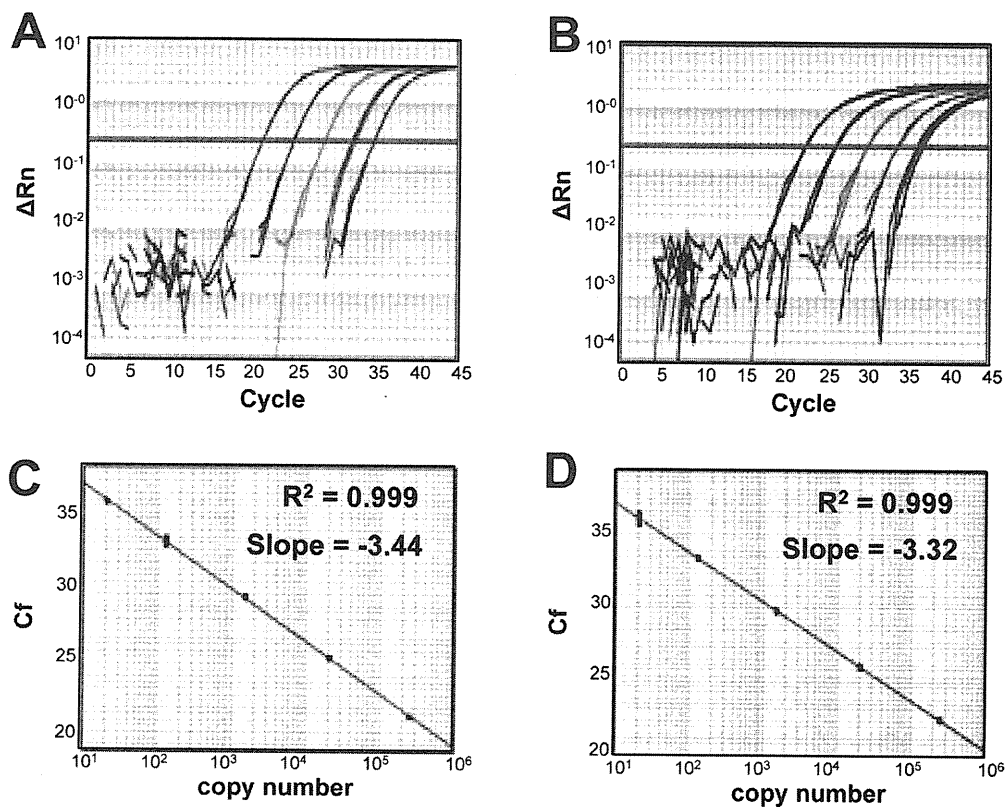 A
B
ΔRn
10¹
10⁻⁰
10⁻¹
10⁻²
10⁻³
10⁻⁴
0 5 10 15 20 25 30 35 40 45
Cycle
ΔRn
10¹
10⁻⁰
10⁻¹
10⁻²
10⁻³
10⁻⁴
0 5 10 15 20 25 35 35 40 45
Cycle
C
D
R² = 0.999
Slope = -3.44
Cf
35
30
25
20
10¹ 10² 10³ 10⁴ 10⁵ 10⁶
copy number
R² = 0.999
Slope = -3.32
Cf
35
30
25
20
10¹ 10² 10³ 10⁴ 10⁵ 10⁶
copy number